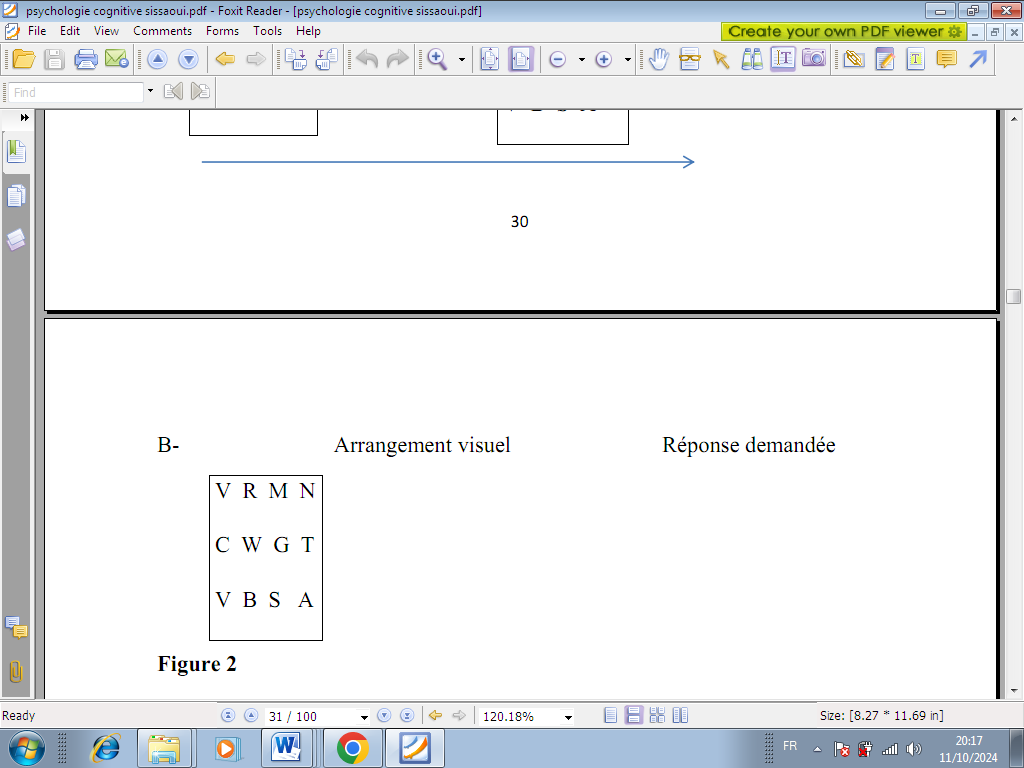 psychologie cognitive sissaoui.pdf - Foxit Reader - [psychologie cognitive sissaoui.pdf]
File Edit View Comments Forms Tools Help
Create your own PDF viewer
Find
30
B- Arrangement visuel Réponse demandée
V R M N
C W G T
V B S A
Figure 2
Ready
31 / 100
120.18%
Size: [8.27 * 11.69 in]
FR
20:17
11/10/2024